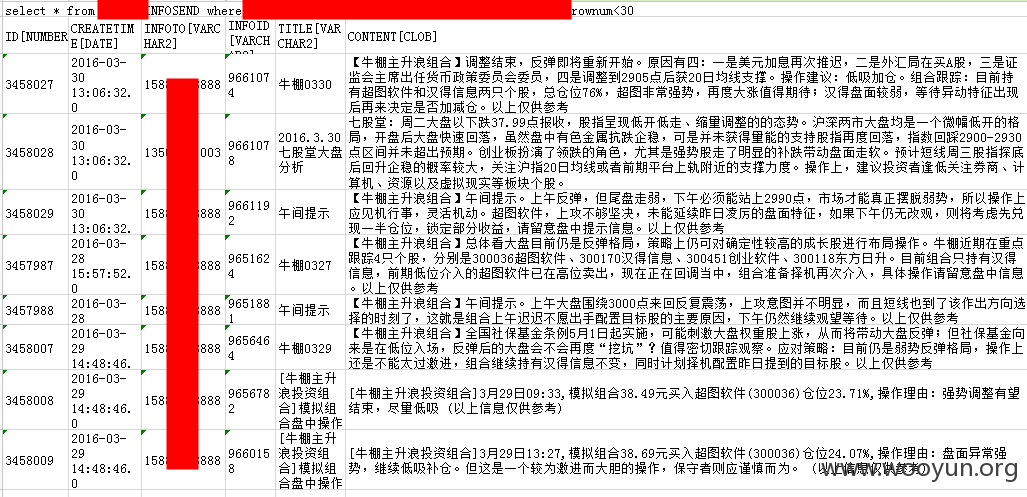 select * from INFOSEND where rownum<30
ID[NUMBER
CREATETIM
E[DATE]
INFOTO[VARC
HAR2]
INFOID
[VARCH
TITLE[VAR
CHAR2]
CONTENT[CLOB]
3458027
2016-03-
30
13:06:32.
0
158 8888
966107
4
牛棚0330
【牛棚主升浪组合】调整结束，反弹即将重新开始。原因有四：一是美元加息再次推迟，二是外汇局在买A股，三是证
监会主席出任货币政策委员会委员，四是调整到2905点后获20日均线支撑。操作建议：低吸加仓。组合跟踪：目前持
有超图软件和汉得信息两只个股，总仓位76%，超图非常强势，再度大涨值得期待；汉得盘面较弱，等待异动特征出现
后再来决定是否加减仓。以上仅供参考
3458028
2016-03-
30
13:06:32.
0
1350 003
966107
8
2016.3.30
七股堂大盘
分析
七股堂：周二大盘以下跌37.99点报收，股指呈现低开低走、缩量调整的的态势。沪深两市大盘均是一个微幅低开的格
局，开盘后大盘快速回落，虽然盘中有色金属抗跌企稳，可是并未获得量能的支持股指再度回落，指数回踩2900-2930
点区间并未超出预期。创业板扮演了领跌的角色，尤其是强势股走了明显的补跌带动盘面走软。预计短线周三股指探底
后回升企稳的概率较大，关注沪指20日均线或者前期平台上轨附近的支撑力度。操作上，建议投资者逢低关注券商、计
算机、资源以及虚拟现实等板块个股。
3458029
2016-03-
30
13:06:32.
158 8888
966119
2
午间提示
【牛棚主升浪组合】午间提示。上午反弹，但尾盘走弱，下午必须能站上2990点，市场才能真正摆脱弱势，所以操作上
应见机行事，灵活机动。超图软件，上攻不够坚决，未能延续昨日凌厉的盘面特征，如果下午仍无改观，则将考虑先兑
现一半仓位，锁定部分收益，请留意盘中提示信息。以上仅供参考
3457987
2016-03-
28
15:57:52.
0
158 8888
965162
4
牛棚0327
【牛棚主升浪组合】总体看大盘目前仍是反弹格局，策略上仍可对确定性较高的成长股进行布局操作。牛棚近期在重点
跟踪4只个股，分别是300036超图软件、300170汉得信息、300451创业软件、300118东方日升。目前组合只持有汉得
信息，前期低位介入的超图软件已在高位卖出，现在正在回调当中，组合准备择机再次介入，具体操作请留意盘中信息
。以上仅供参考
3457988
2016-03-
28
158 8888
965188
1
午间提示
【牛棚主升浪组合】午间提示。上午大盘围绕3000点来回反复震荡，上攻意图并不明显，而且短线也到了该作出方向选
择的时刻了，这就是组合上午迟迟不愿出手配置目标股的主要原因，下午仍然继续观望等待。以上仅供参考
3458007
2016-03-
29
14:48:46.
158 8888
965646
4
牛棚0329
【牛棚主升浪组合】全国社保基金条例5月1日起实施，可能刺激大盘权重股上涨，从而将带动大盘反弹；但社保基金向
来是在低位入场，反弹后的大盘会不会再度“挖坑”？值得密切跟踪观察。应对策略：目前仍是弱势反弹格局，操作上
还是不能太过激进，组合继续持有汉得信息不变，同时计划择机配置昨日提到的目标股。以上仅供参考
3458008
2016-03-
29
14:48:46.
0
158 8888
965678
2
[牛棚主升
浪投资组
合]模拟组
合盘中操作
[牛棚主升浪投资组合]3月29日09:33,模拟组合38.49元买入超图软件(300036)仓位23.71%,操作理由：强势调整有望
结束，尽量低吸 (以上信息仅供参考)
3458009
2016-03-
29
14:48:46.
0
158 8888
966015
8
[牛棚主升
浪投资组
合]模拟组
合盘中操作
[牛棚主升浪投资组合]3月29日13:27,模拟组合38.69元买入超图软件(300036)仓位24.07%,操作理由：盘面异常强
势，继续低吸补仓。但这是一个较为激进而大胆的操作，保守者则应谨慎而为。 (以上信息仅供参考)
www.wooyun.org